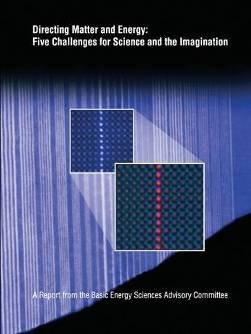 Directing Matter and Energy:
Five Challenges for Science and the Imagination
A Report from the Basic Energy Sciences Advisory Committee